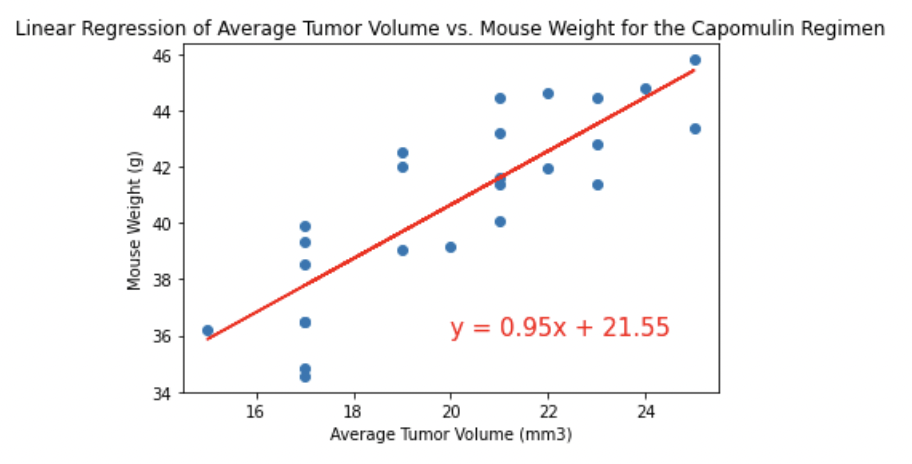 Linear Regression of Average Tumor Volume vs. Mouse Weight for the Capomulin Regimen
46
44
42
40
38
36
34
Mouse Weight (g)
y = 0.95x + 21.55
16 18 20 22 24
Average Tumor Volume (mm3)